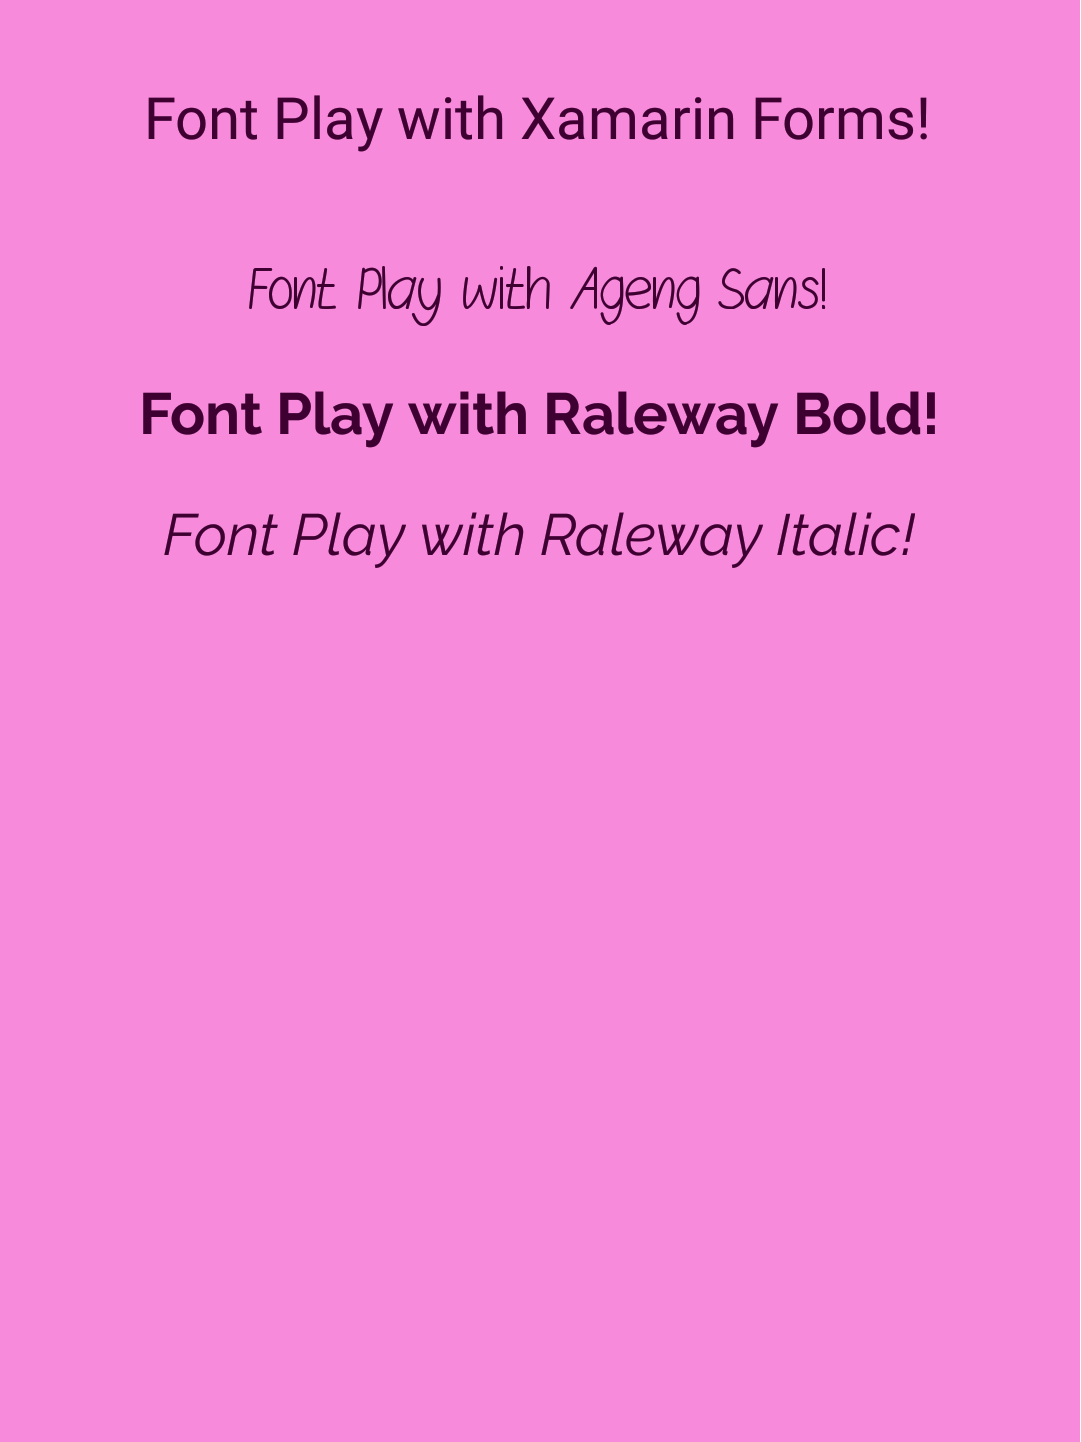 Font Play with Xamarin Forms!
Font Play with Ageng Sans!
Font Play with Raleway Bold!
Font Play with Raleway Italic!